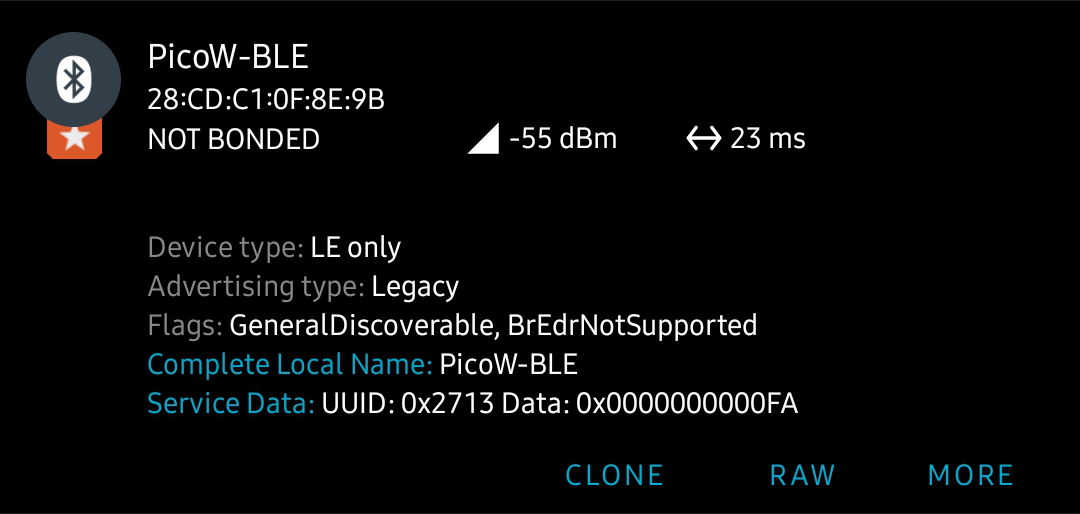 PicoW-BLE
28:CD:C1:0F:8E:9B
NOT BONDED -55 dBm 23 ms
Device type: LE only
Advertising type: Legacy
Flags: GeneralDiscoverable, BrEdrNotSupported
Complete Local Name: PicoW-BLE
Service Data: UUID: 0x2713 Data: 0x0000000000FA
CLONE RAW MORE